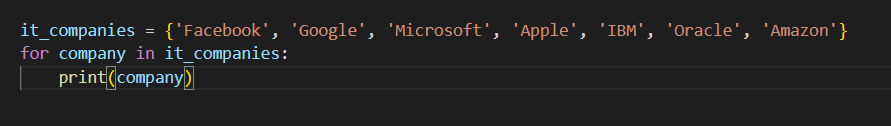 it_companies = {'Facebook', 'Google', 'Microsoft', 'Apple', 'IBM', 'Oracle', 'Amazon'}
for company in it_companies:
    print(company)